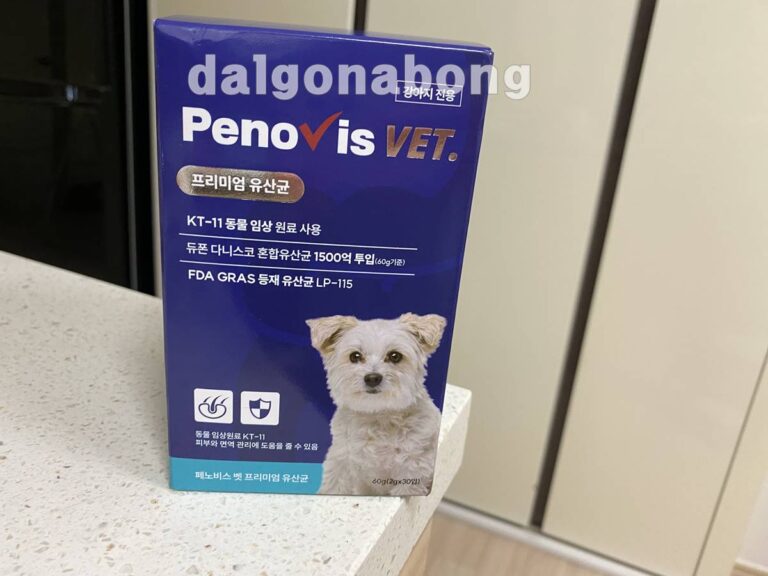 dalgonabong
강아지 전용
Penovis VET.
프리미엄 유산균
KT-11 동물 임상 원료 사용
듀폰 다니스코 혼합유산균 1500억 투입(60g기준)
FDA GRAS 등재 유산균 LP-115
동물 임상원료 KT-11
피부와 면역 관리에 도움을 줄 수 있음
페노비스 벳 프리미엄 유산균
60g(2gx30입)